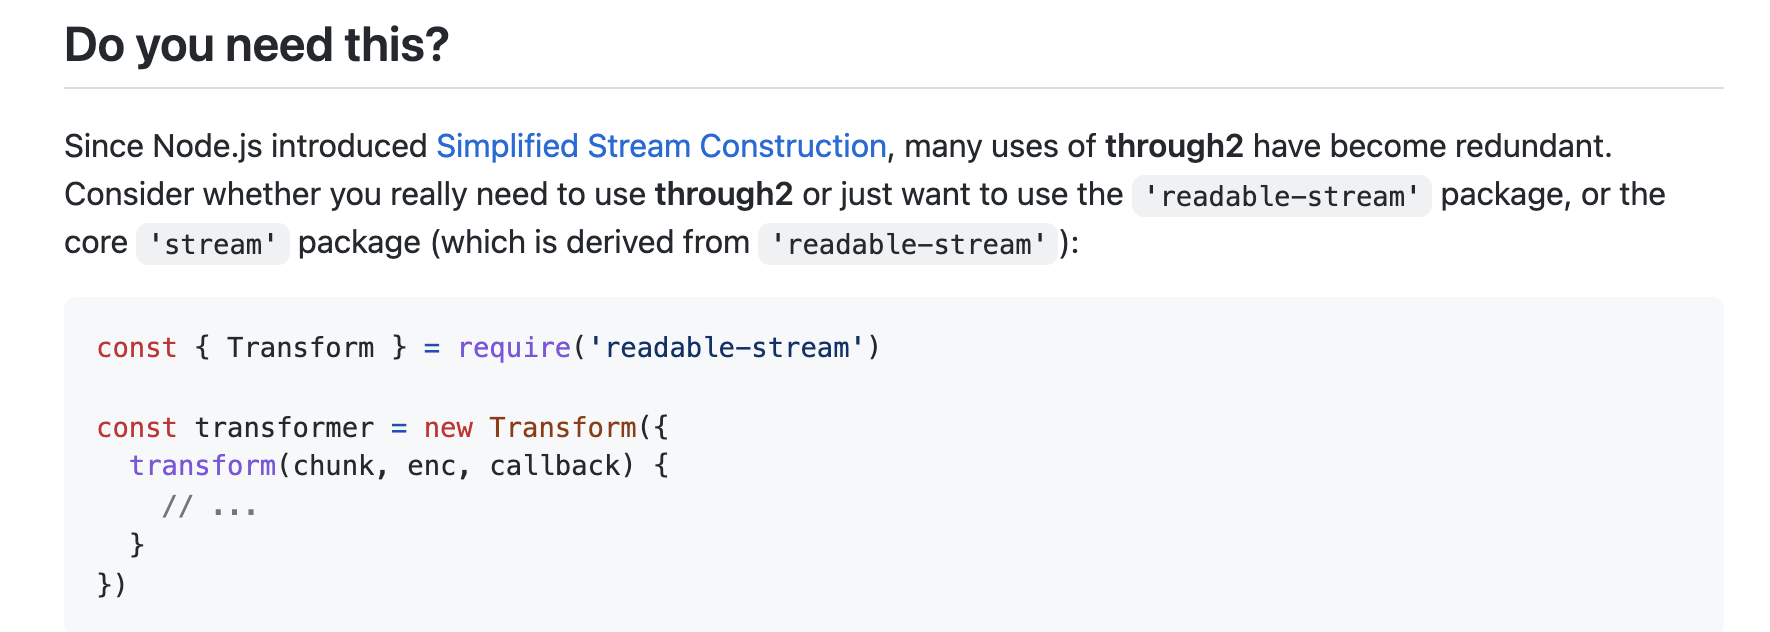 Do you need this?
Since Node.js introduced Simplified Stream Construction, many uses of through2 have become redundant.
Consider whether you really need to use through2 or just want to use the 'readable-stream' package, or the
core 'stream' package (which is derived from 'readable-stream'):
const { Transform } = require('readable-stream')
const transformer = new Transform({
  transform(chunk, enc, callback) {
    // ...
  }
})